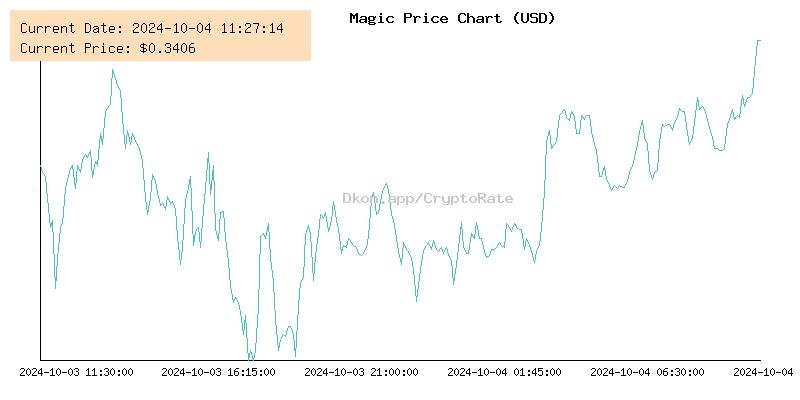 Magic Price Chart (USD)
Current Date: 2024-10-04 11:27:14
Current Price: $0.3406
Dkon.app/CryptoRate
2024-10-03 11:30:00 2024-10-03 16:15:00 2024-10-03 21:00:00 2024-10-04 01:45:00 2024-10-04 06:30:00 2024-10-04